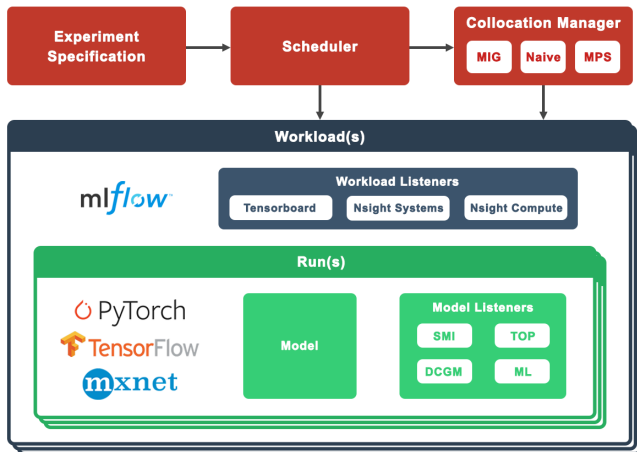 Experiment
Specification
Scheduler
Collocation Manager
MIG
Naive
MPS
Workload(s)
mlflow™
Workload Listeners
Tensorboard
Nsight Systems
Nsight Compute
Run(s)
PyTorch
TensorFlow
mxnet
Model
Model Listeners
SMI
TOP
DCGM
ML